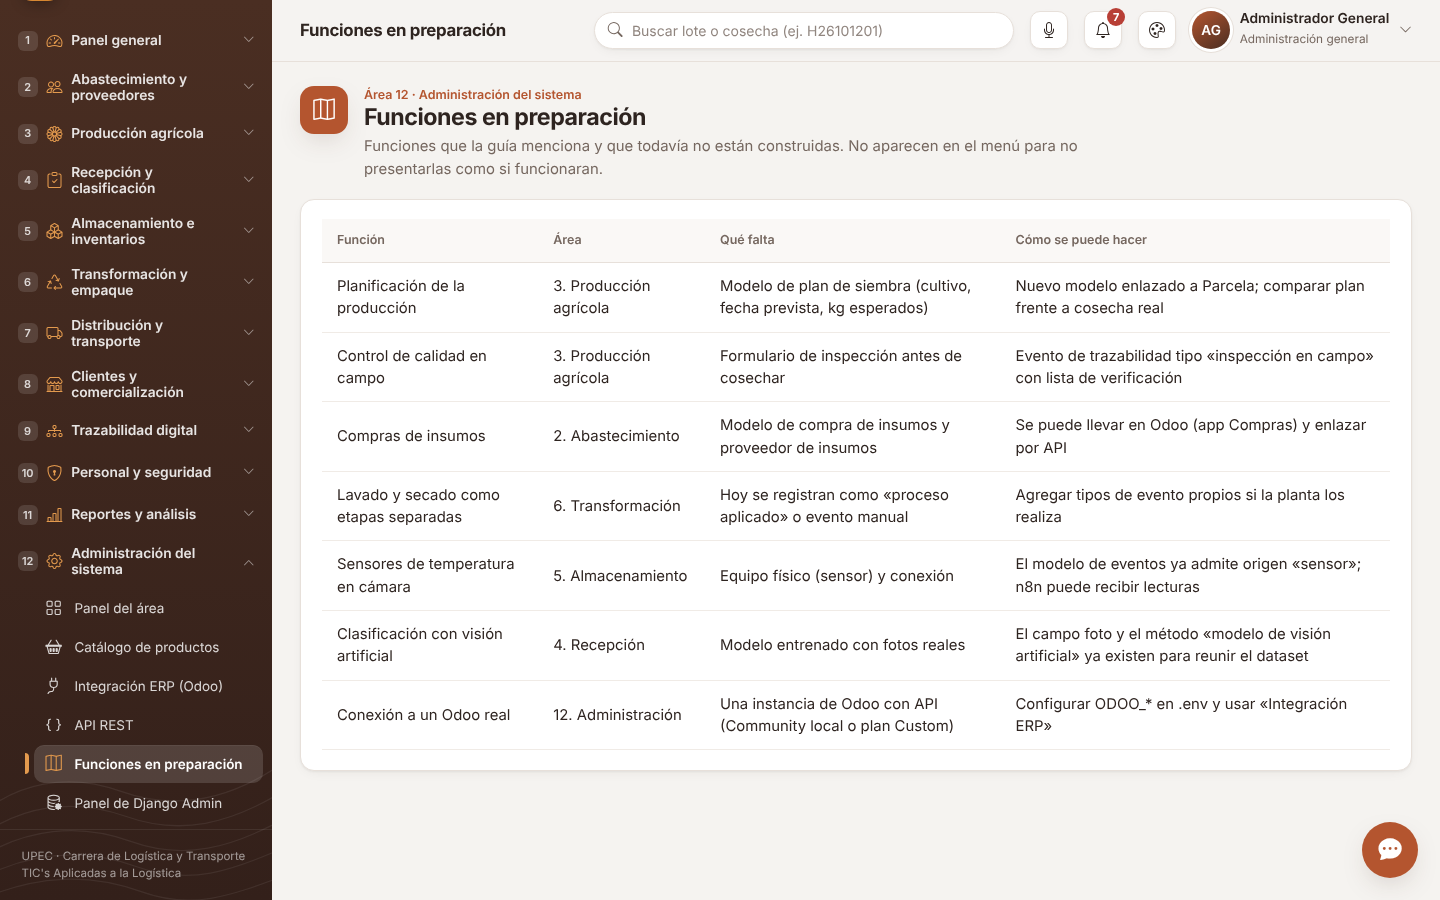 1 Panel general
2 Abastecimiento y
proveedores
3 Producción agrícola
4 Recepción y
clasificación
5 Almacenamiento e
inventarios
6 Transformación y
empaque
7 Distribución y
transporte
8 Clientes y
comercialización
9 Trazabilidad digital
10 Personal y seguridad
11 Reportes y análisis
12 Administración del
sistema
Panel del área
Catálogo de productos
Integración ERP (Odoo)
API REST
Funciones en preparación
Panel de Django Admin
UPEC · Carrera de Logística y Transporte
TIC's Aplicadas a la Logística
Funciones en preparación
Buscar lote o cosecha (ej. H26101201)
7
AG
Administrador General
Administración general
Área 12 · Administración del sistema
Funciones en preparación
Funciones que la guía menciona y que todavía no están construidas. No aparecen en el menú para no
presentarlas como si funcionaran.
Función Área Qué falta Cómo se puede hacer
Planificación de la
producción
3. Producción
agrícola
Modelo de plan de siembra (cultivo,
fecha prevista, kg esperados)
Nuevo modelo enlazado a Parcela; comparar plan
frente a cosecha real
Control de calidad en
campo
3. Producción
agrícola
Formulario de inspección antes de
cosechar
Evento de trazabilidad tipo «inspección en campo»
con lista de verificación
Compras de insumos
2. Abastecimiento
Modelo de compra de insumos y
proveedor de insumos
Se puede llevar en Odoo (app Compras) y enlazar
por API
Lavado y secado como
etapas separadas
6. Transformación
Hoy se registran como «proceso
aplicado» o evento manual
Agregar tipos de evento propios si la planta los
realiza
Sensores de temperatura
en cámara
5. Almacenamiento
Equipo físico (sensor) y conexión
El modelo de eventos ya admite origen «sensor»;
n8n puede recibir lecturas
Clasificación con visión
artificial
4. Recepción
Modelo entrenado con fotos reales
El campo foto y el método «modelo de visión
artificial» ya existen para reunir el dataset
Conexión a un Odoo real
12. Administración
Una instancia de Odoo con API
(Community local o plan Custom)
Configurar ODOO_* en .env y usar «Integración
ERP»